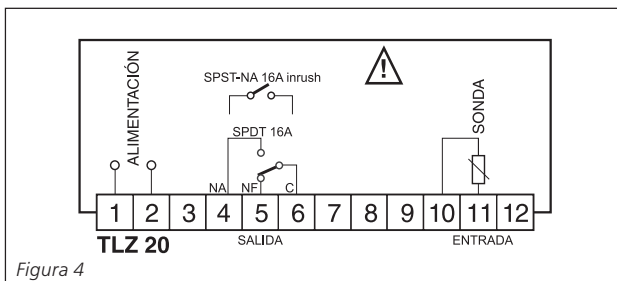 SPST-NA 16A inrush
ALIMENTACIÓN
SPDT 16A
SONDA
NA NF C
1 2 3 4 5 6 7 8 9 10 11 12
TLZ 20 SALIDA ENTRADA
Figura 4